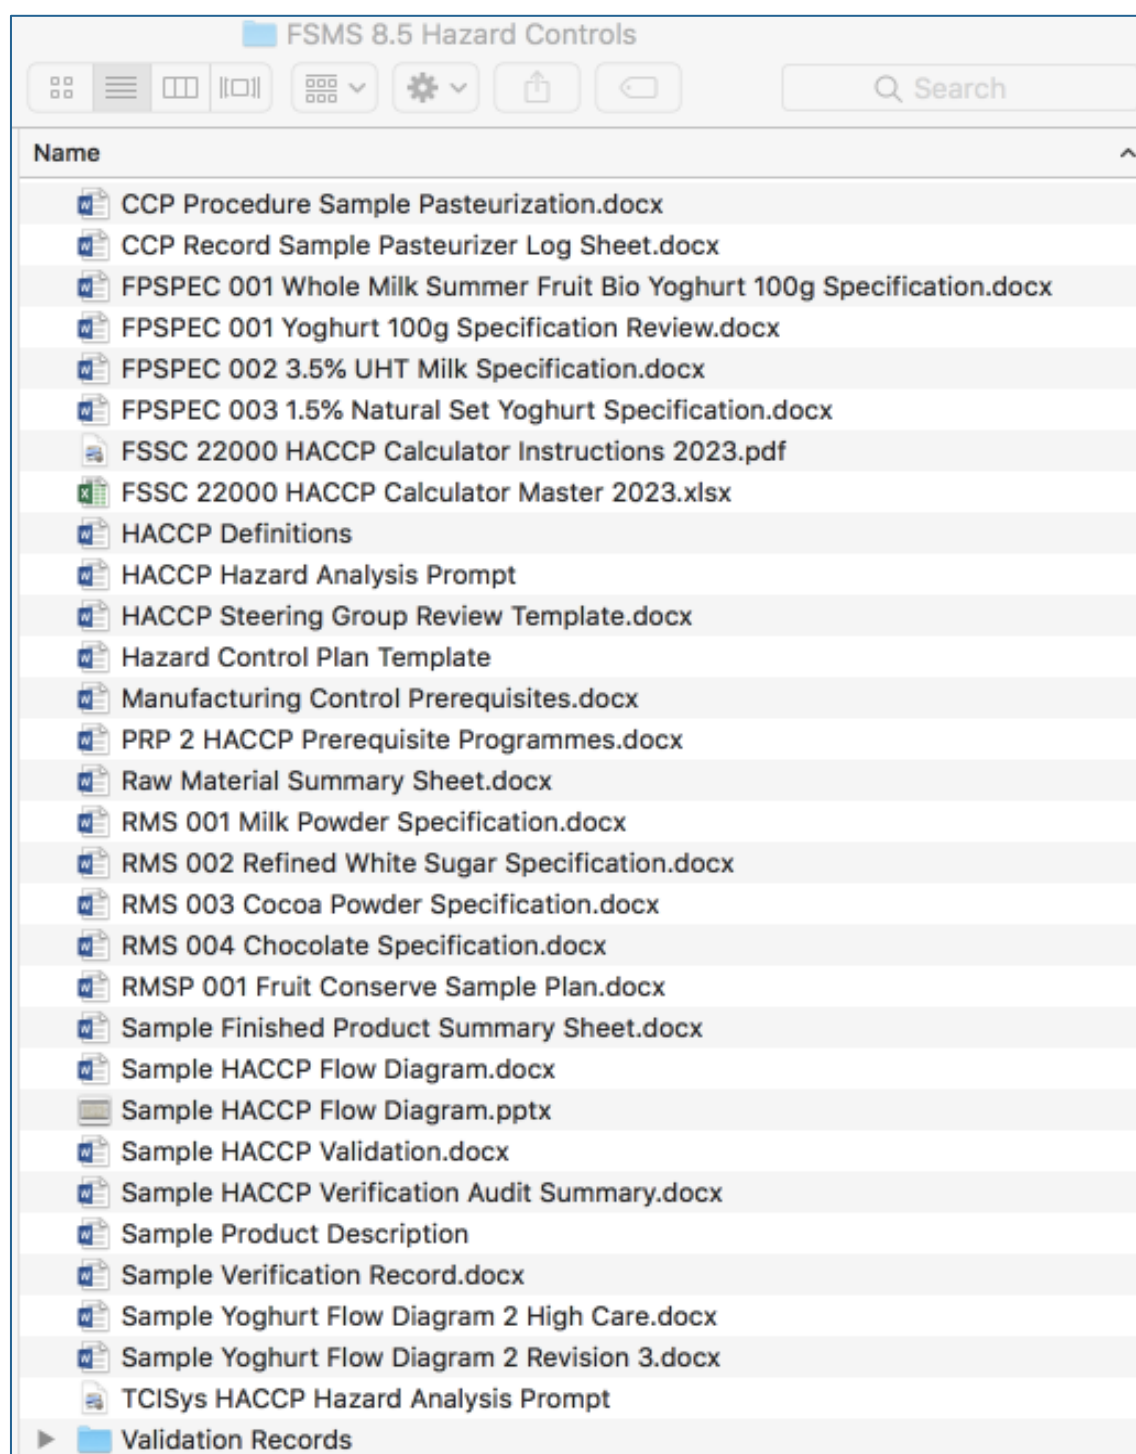 FSMS 8.5 Hazard Controls
Search
Name
CCP Procedure Sample Pasteurization.docx
CCP Record Sample Pasteurizer Log Sheet.docx
FPSPEC 001 Whole Milk Summer Fruit Bio Yoghurt 100g Specification.docx
FPSPEC 001 Yoghurt 100g Specification Review.docx
FPSPEC 002 3.5% UHT Milk Specification.docx
FPSPEC 003 1.5% Natural Set Yoghurt Specification.docx
FSSC 22000 HACCP Calculator Instructions 2023.pdf
FSSC 22000 HACCP Calculator Master 2023.xlsx
HACCP Definitions
HACCP Hazard Analysis Prompt
HACCP Steering Group Review Template.docx
Hazard Control Plan Template
Manufacturing Control Prerequisites.docx
PRP 2 HACCP Prerequisite Programmes.docx
Raw Material Summary Sheet.docx
RMS 001 Milk Powder Specification.docx
RMS 002 Refined White Sugar Specification.docx
RMS 003 Cocoa Powder Specification.docx
RMS 004 Chocolate Specification.docx
RMSP 001 Fruit Conserve Sample Plan.docx
Sample Finished Product Summary Sheet.docx
Sample HACCP Flow Diagram.docx
Sample HACCP Flow Diagram.pptx
Sample HACCP Validation.docx
Sample HACCP Verification Audit Summary.docx
Sample Product Description
Sample Verification Record.docx
Sample Yoghurt Flow Diagram 2 High Care.docx
Sample Yoghurt Flow Diagram 2 Revision 3.docx
TCISys HACCP Hazard Analysis Prompt
Validation Records